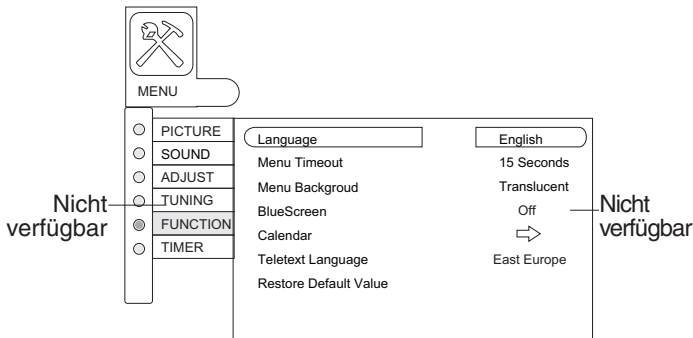 MENU
PICTURE
SOUND
ADJUST
TUNING
FUNCTION
TIMER
Nicht
verfügbar
Language English
Menu Timeout 15 Seconds
Menu Backgroud Translucent
BlueScreen Off
Calendar
Teletext Language East Europe
Restore Default Value
Nicht
verfügbar